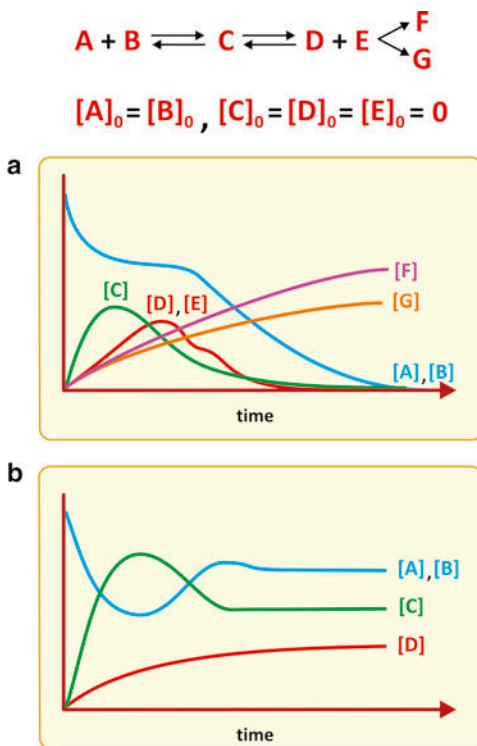 A + B ⇌ C ⇌ D + E
F
G
[A]₀ = [B]₀ , [C]₀ = [D]₀ = [E]₀ = 0
a
[C]
[D],[E]
[F]
[G]
[A],[B]
time
b
[A],[B]
[C]
[D]
time